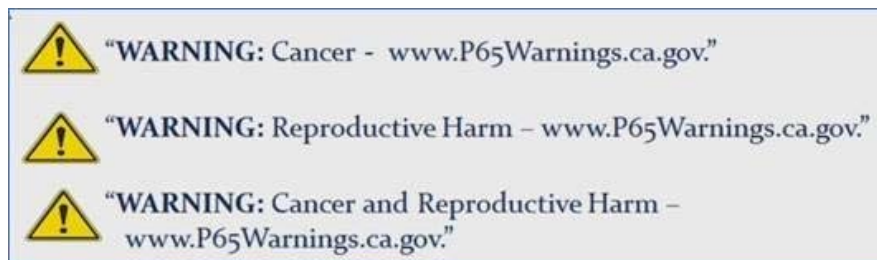 “WARNING: Cancer - www.P65Warnings.ca.gov.”
“WARNING: Reproductive Harm – www.P65Warnings.ca.gov.”
“WARNING: Cancer and Reproductive Harm –
www.P65Warnings.ca.gov.”